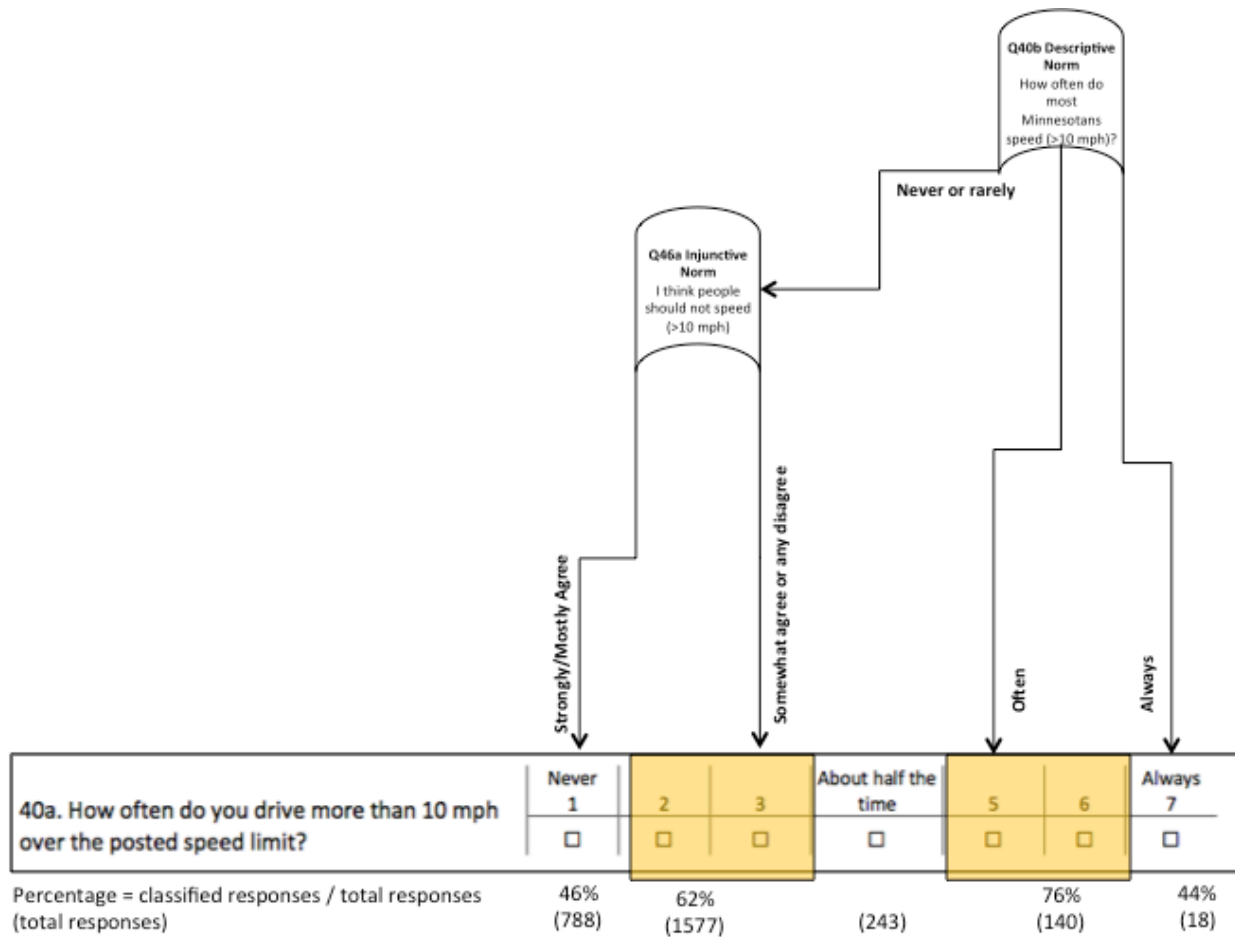 Q40b Descriptive
Norm
How often do
most
Minnesotans
speed (>10 mph)?
Never or rarely
Q46a Injunctive
Norm
I think people
should not speed
(>10 mph)
Strongly/Mostly Agree
Somewhat agree or any disagree
Often
Always
40a. How often do you drive more than 10 mph
over the posted speed limit?
Never
1
2
3
About half the
time
5
6
Always
7
Percentage = classified responses / total responses
(total responses)
46%
(788)
62%
(1577)
(243)
76%
(140)
44%
(18)